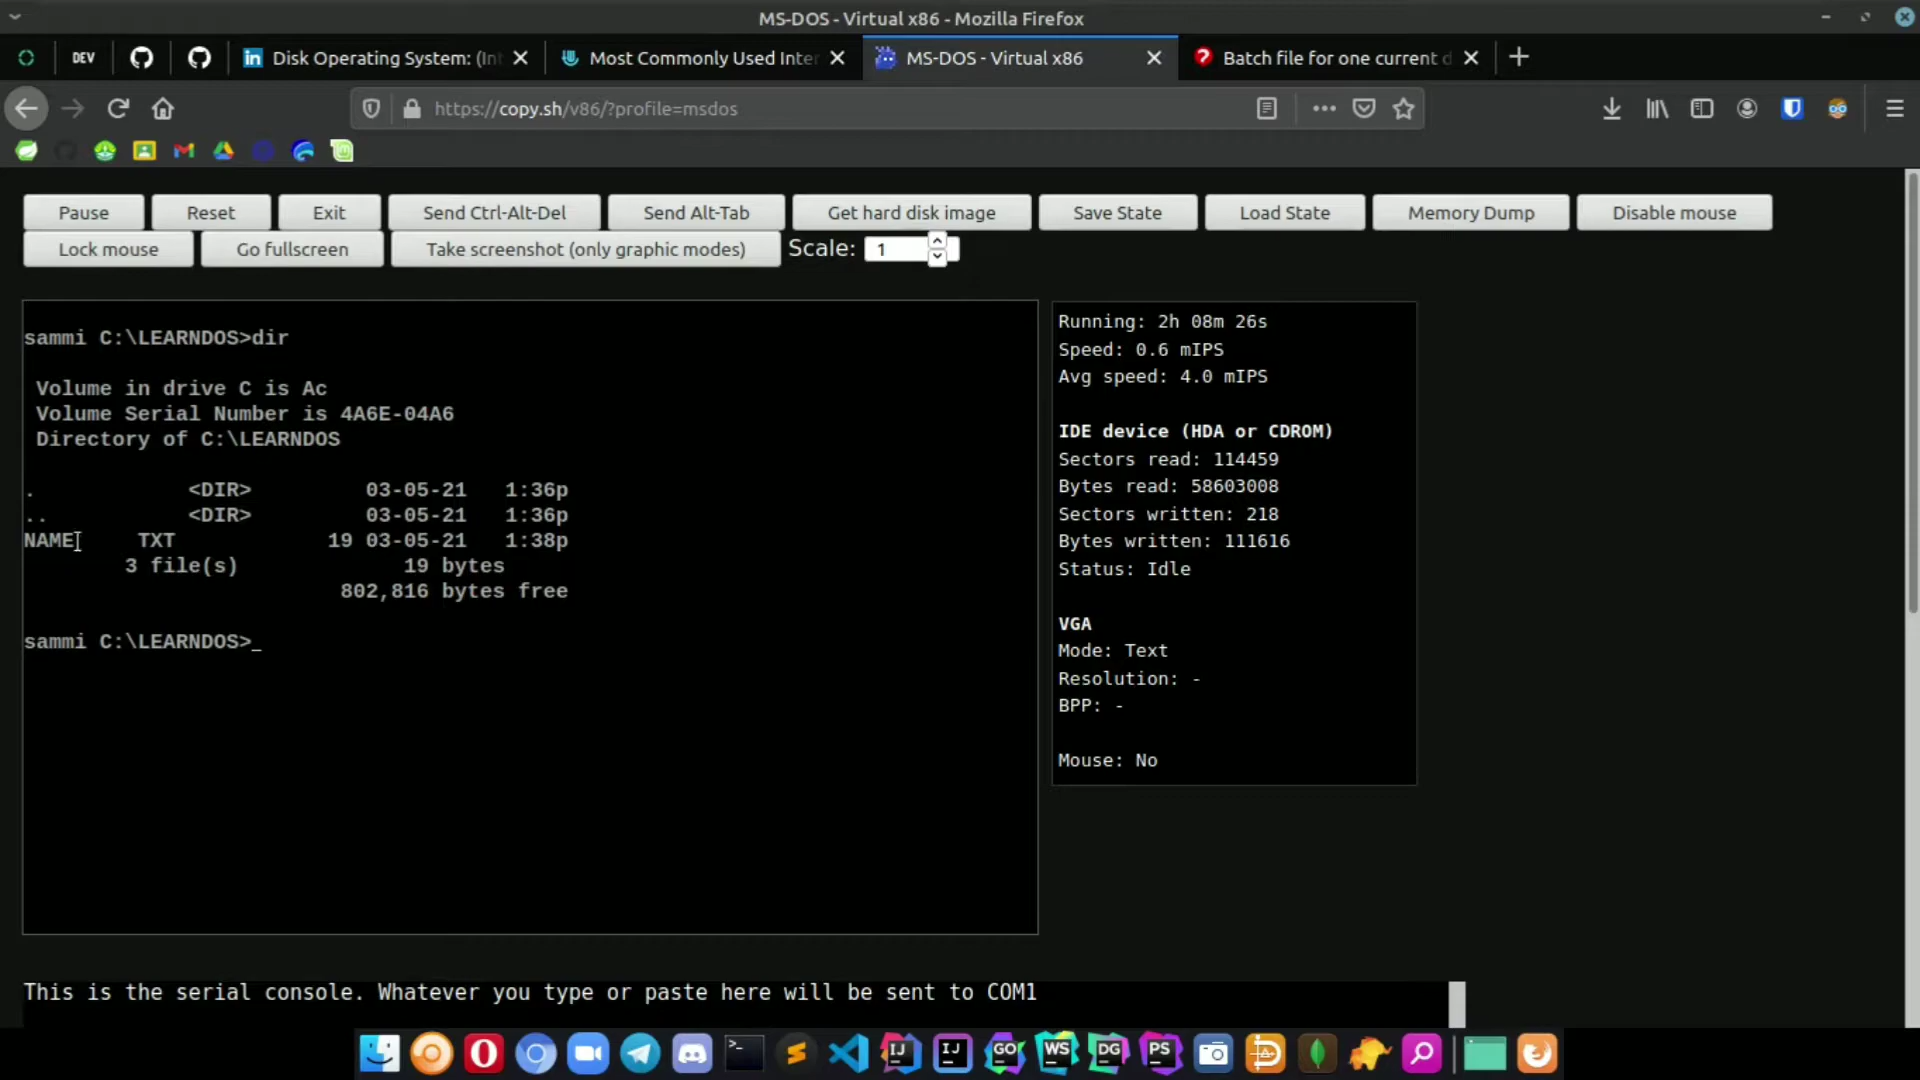 MS-DOS - Virtual x86 - Mozilla Firefox
DEV
Disk Operating System: (Int
Most Commonly Used Inter
MS-DOS - Virtual x86
Batch file for one current d
https://copy.sh/v86/?profile=msdos
Pause Reset Exit Send Ctrl-Alt-Del Send Alt-Tab Get hard disk image Save State Load State Memory Dump Disable mouse
Lock mouse Go fullscreen Take screenshot (only graphic modes) Scale: 1
sammi C:\LEARNDOS>dir
Volume in drive C is Ac
Volume Serial Number is 4A6E-04A6
Directory of C:\LEARNDOS
. <DIR> 03-05-21 1:36p
.. <DIR> 03-05-21 1:36p
NAME TXT 19 03-05-21 1:38p
3 file(s) 19 bytes
802,816 bytes free
sammi C:\LEARNDOS>_
Running: 2h 08m 26s
Speed: 0.6 mIPS
Avg speed: 4.0 mIPS
IDE device (HDA or CDROM)
Sectors read: 114459
Bytes read: 58603008
Sectors written: 218
Bytes written: 111616
Status: Idle
VGA
Mode: Text
Resolution: -
BPP: -
Mouse: No
This is the serial console. Whatever you type or paste here will be sent to COM1
IJ
IJ
GO
WS
DG
PS